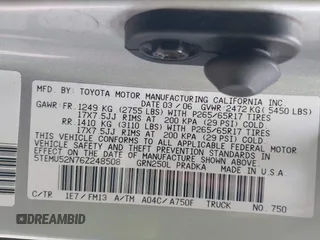 MFD. BY: TOYOTA MOTOR MANUFACTURING CALIFORNIA INC
DATE 03 / 06 GVWR 2472 KG (5450 LBS)
GAWR: FR. 1249 KG (2755 LBS) WITH P265/65R17 TIRES
17X7.5JJ RIMS AT 200 KPA (29 PSI) COLD
RR. 1410 KG (3110 LBS) WITH P265/65R17 TIRES
17X7.5JJ RIMS AT 200 KPA (29 PSI) COLD
THIS VEHICLE CONFORMS TO ALL APPLICABLE FEDERAL MOTOR
VEHICLE SAFETY AND THEFT PREVENTION STANDARDS IN
EFFECT ON THE DATE OF MANUFACTURE SHOWN ABOVE.
5TEMU52N76Z248508
GRN250L PRADKA MADE IN U.S.A.
C/TR 1E7 / FM13 A/TM A04C / A750F TRUCK NO. 750
DREAMBID